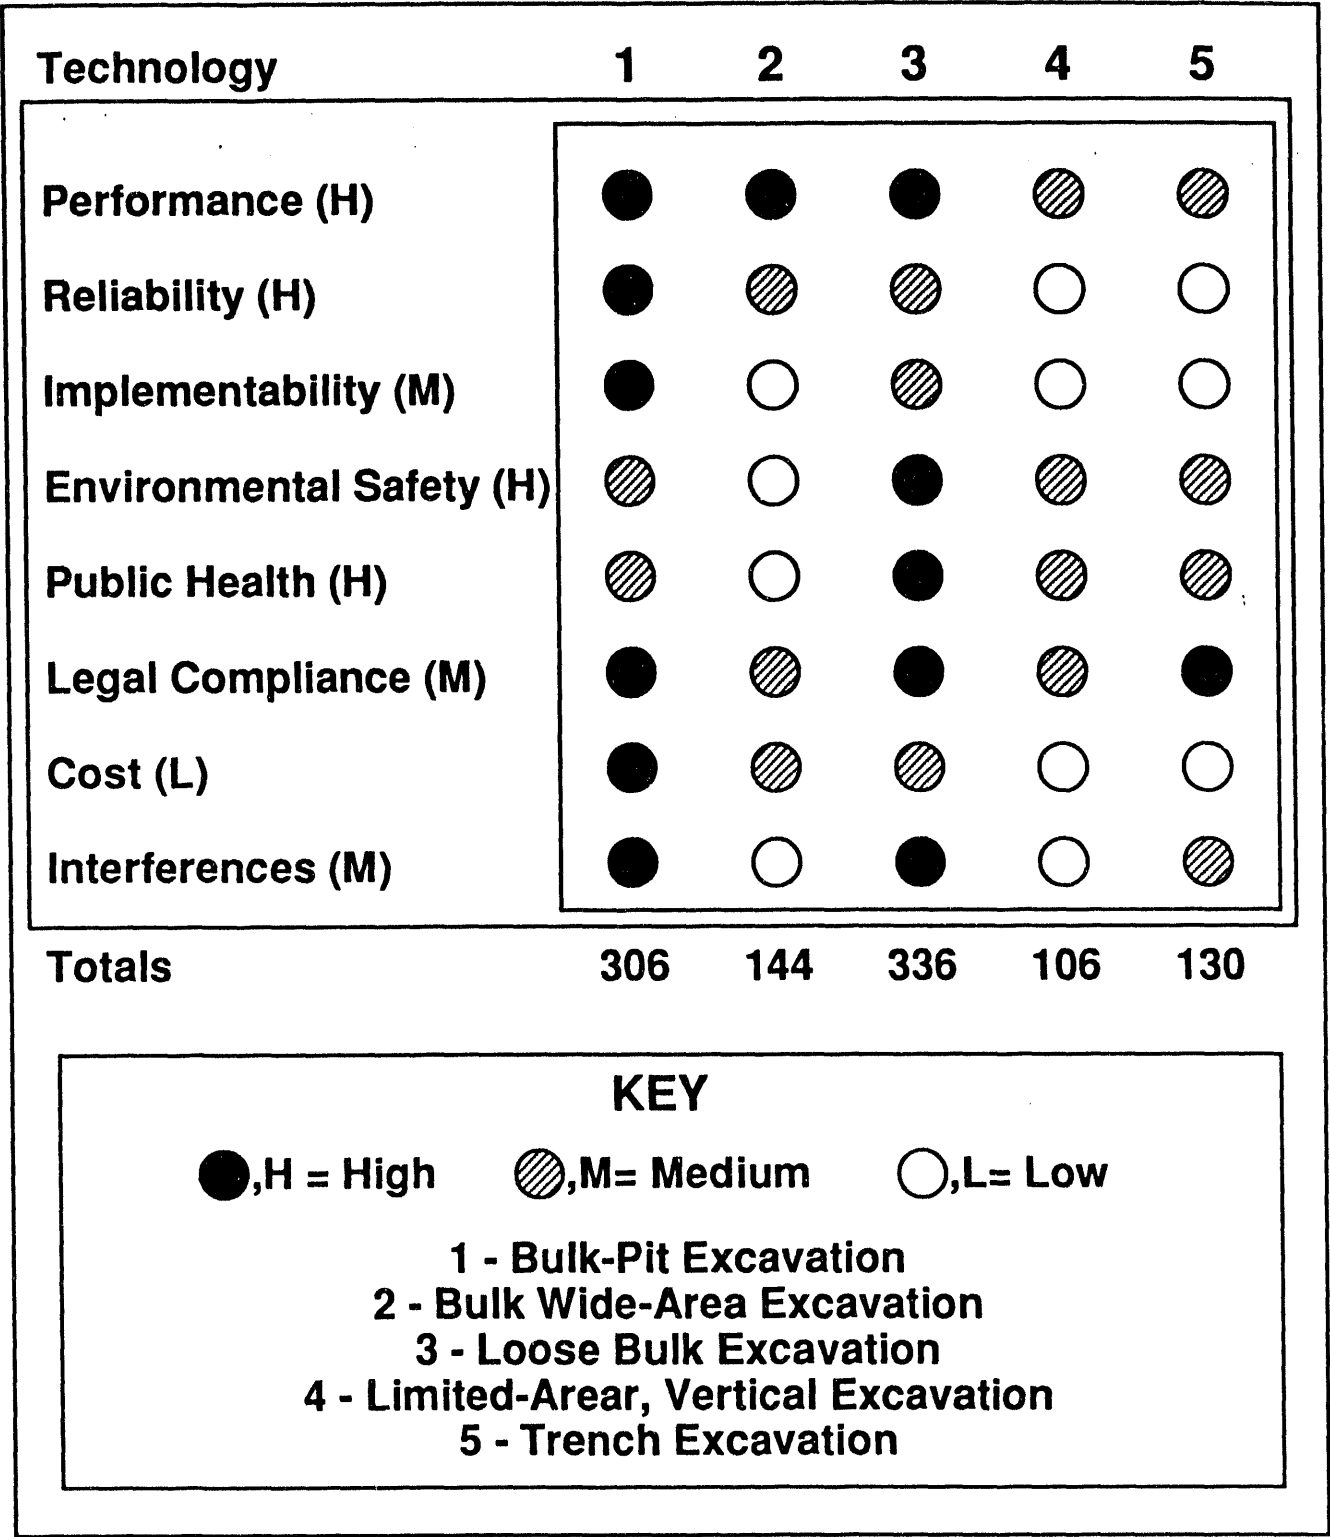 Technology 1 2 3 4 5
Performance (H)
Reliability (H)
Implementability (M)
Environmental Safety (H)
Public Health (H)
Legal Compliance (M)
Cost (L)
Interferences (M)
Totals 306 144 336 106 130
KEY
,H = High ,M= Medium ,L= Low
1 - Bulk-Pit Excavation
2 - Bulk Wide-Area Excavation
3 - Loose Bulk Excavation
4 - Limited-Arear, Vertical Excavation
5 - Trench Excavation